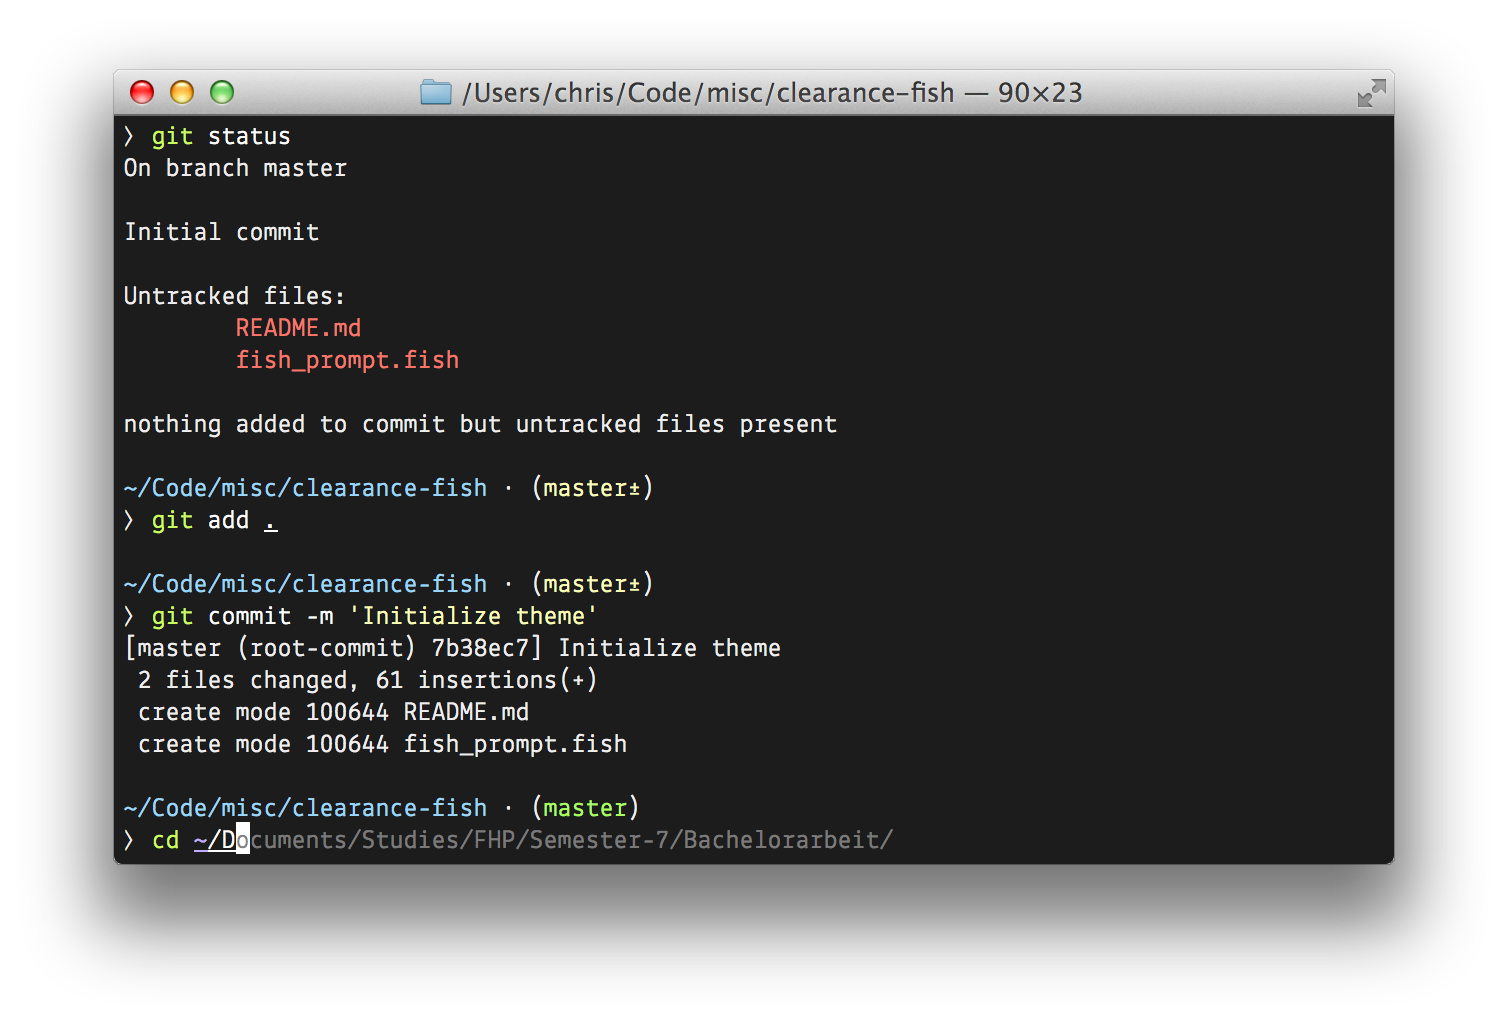 /Users/chris/Code/misc/clearance-fish — 90×23
❯ git status
On branch master
Initial commit
Untracked files:
README.md
fish_prompt.fish
nothing added to commit but untracked files present
~/Code/misc/clearance-fish · (master±)
❯ git add .
~/Code/misc/clearance-fish · (master±)
❯ git commit -m 'Initialize theme'
[master (root-commit) 7b38ec7] Initialize theme
2 files changed, 61 insertions(+)
create mode 100644 README.md
create mode 100644 fish_prompt.fish
~/Code/misc/clearance-fish · (master)
❯ cd ~/Documents/Studies/FHP/Semester-7/Bachelorarbeit/